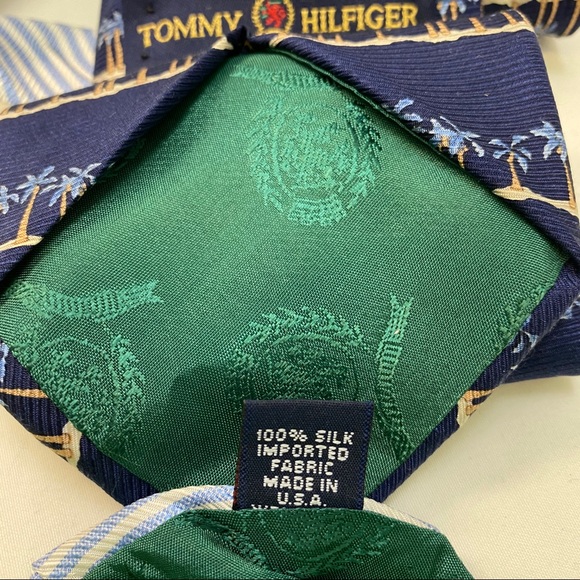 TOMMY HILFIGER
100% SILK
IMPORTED
FABRIC
MADE IN
U.S.A.